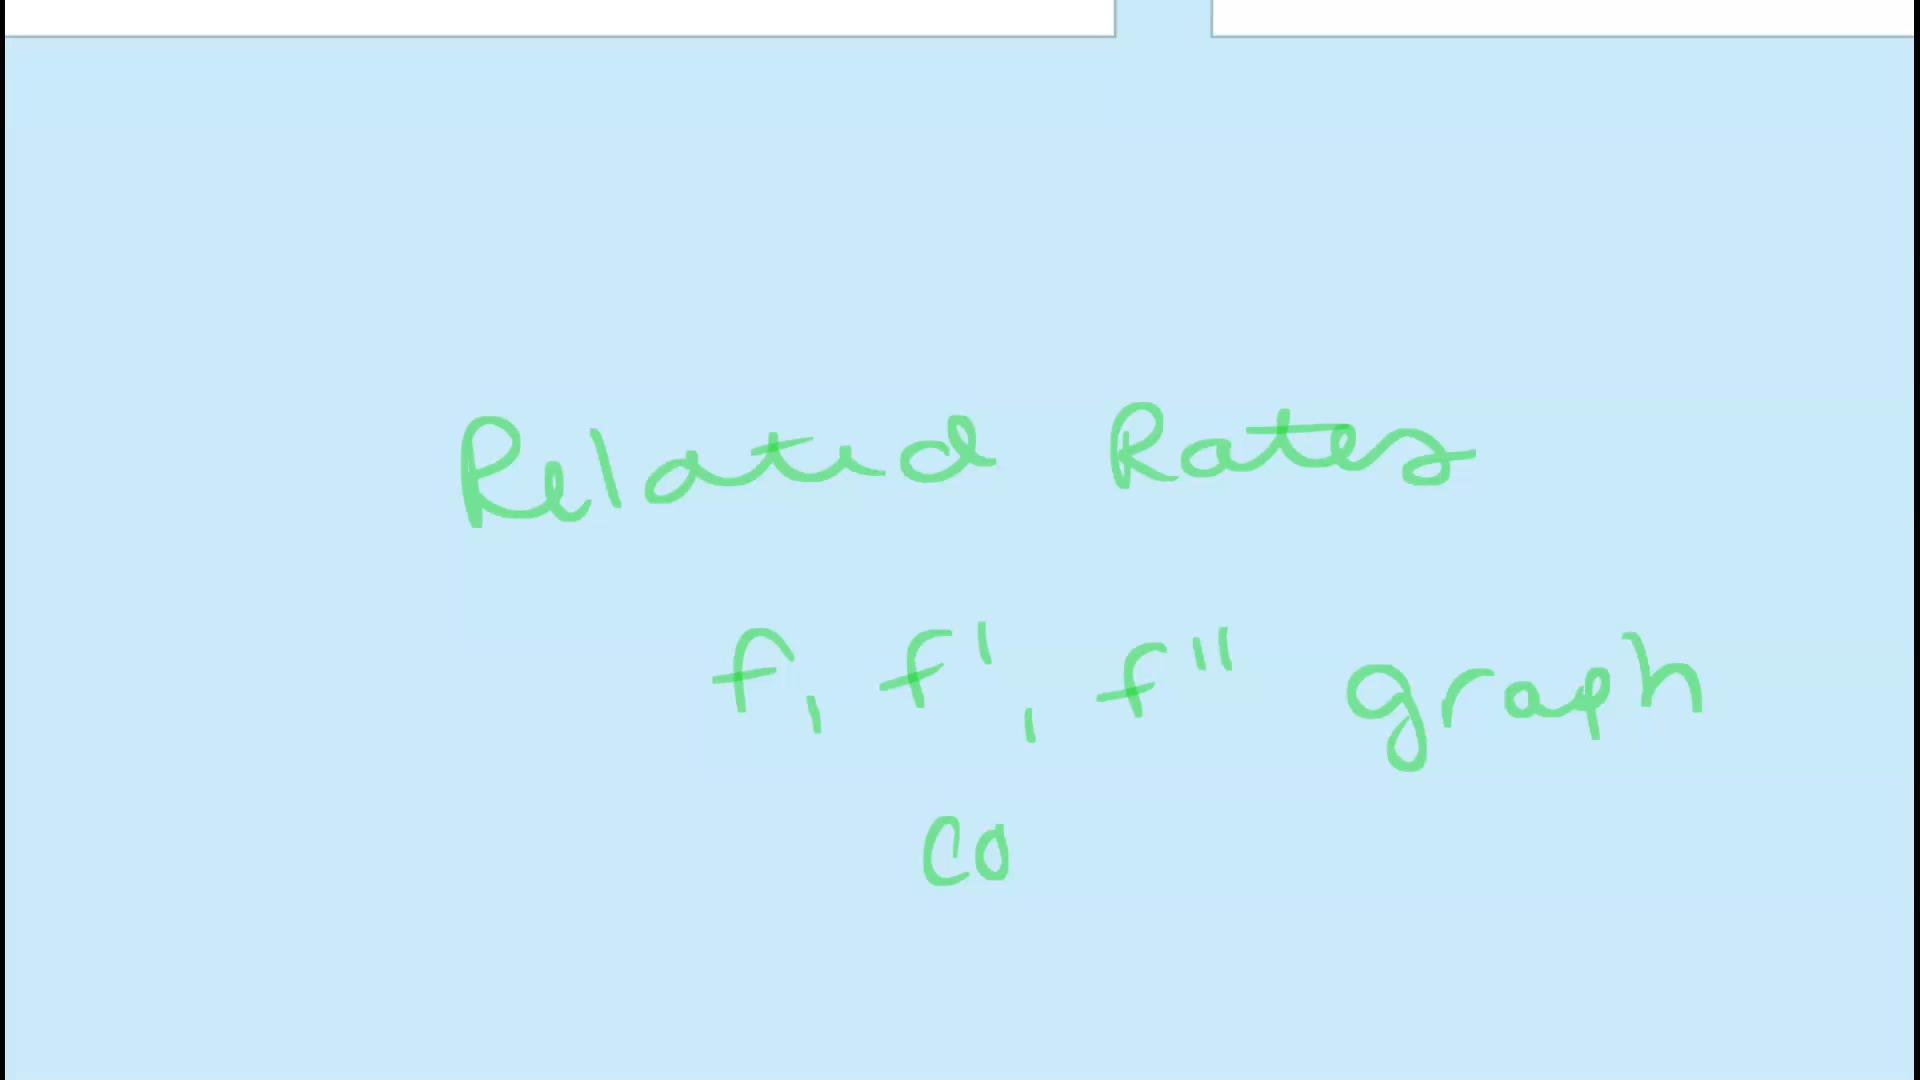 Related Rates
f, f', f'' graph
co